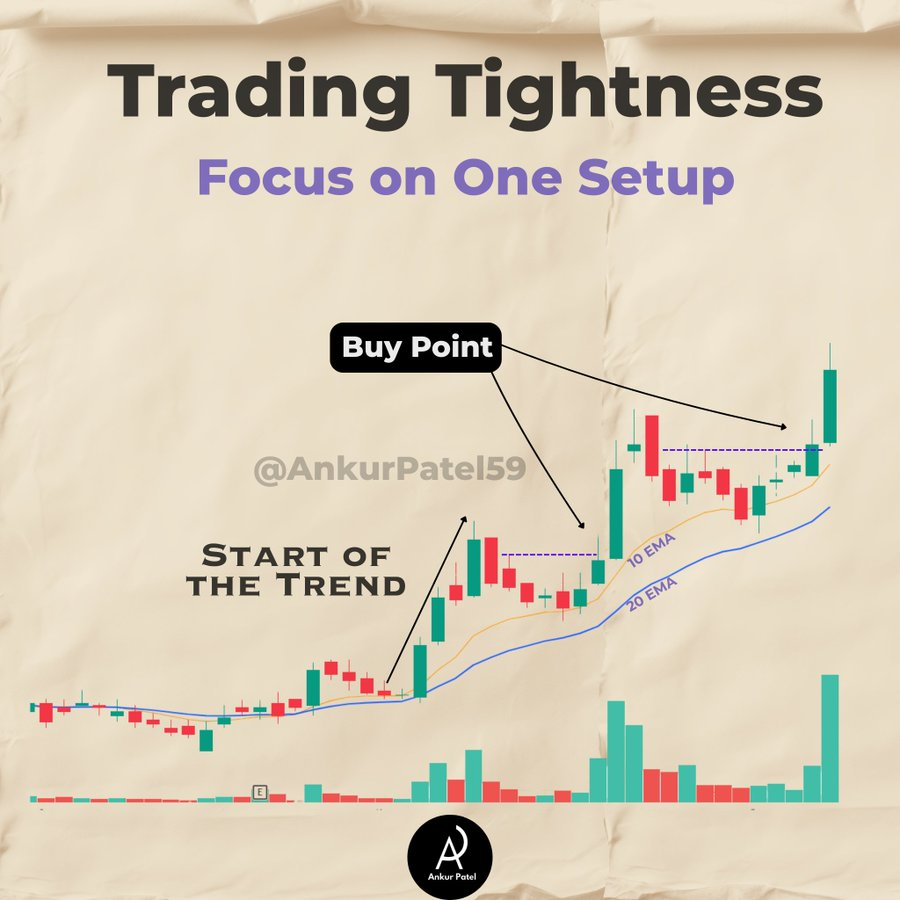 Trading Tightness
Focus on One Setup
Buy Point
@AnkurPatel59
START OF
THE TREND
10 EMA
20 EMA
E
Ankur Patel